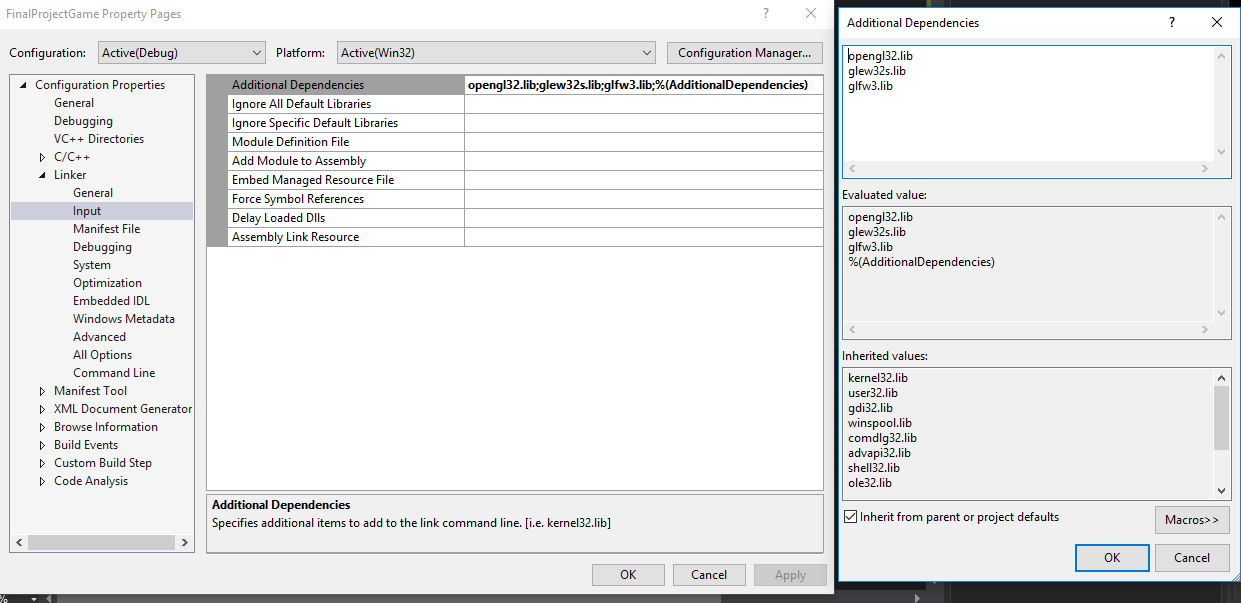 FinalProjectGame Property Pages
?
Configuration: Active(Debug) Platform: Active(Win32) Configuration Manager...
Configuration Properties
General
Debugging
VC++ Directories
C/C++
Linker
General
Input
Manifest File
Debugging
System
Optimization
Embedded IDL
Windows Metadata
Advanced
All Options
Command Line
Manifest Tool
XML Document Generator
Browse Information
Build Events
Custom Build Step
Code Analysis
Additional Dependencies opengl32.lib;glew32s.lib;glfw3.lib;%(AdditionalDependencies)
Ignore All Default Libraries
Ignore Specific Default Libraries
Module Definition File
Add Module to Assembly
Embed Managed Resource File
Force Symbol References
Delay Loaded Dlls
Assembly Link Resource
Additional Dependencies
Specifies additional items to add to the link command line. [i.e. kernel32.lib]
OK Cancel Apply
%
Additional Dependencies
?
opengl32.lib
glew32s.lib
glfw3.lib
Evaluated value:
opengl32.lib
glew32s.lib
glfw3.lib
%(AdditionalDependencies)
Inherited values:
kernel32.lib
user32.lib
gdi32.lib
winspool.lib
comdlg32.lib
advapi32.lib
shell32.lib
ole32.lib
Inherit from parent or project defaults
Macros>>
OK Cancel